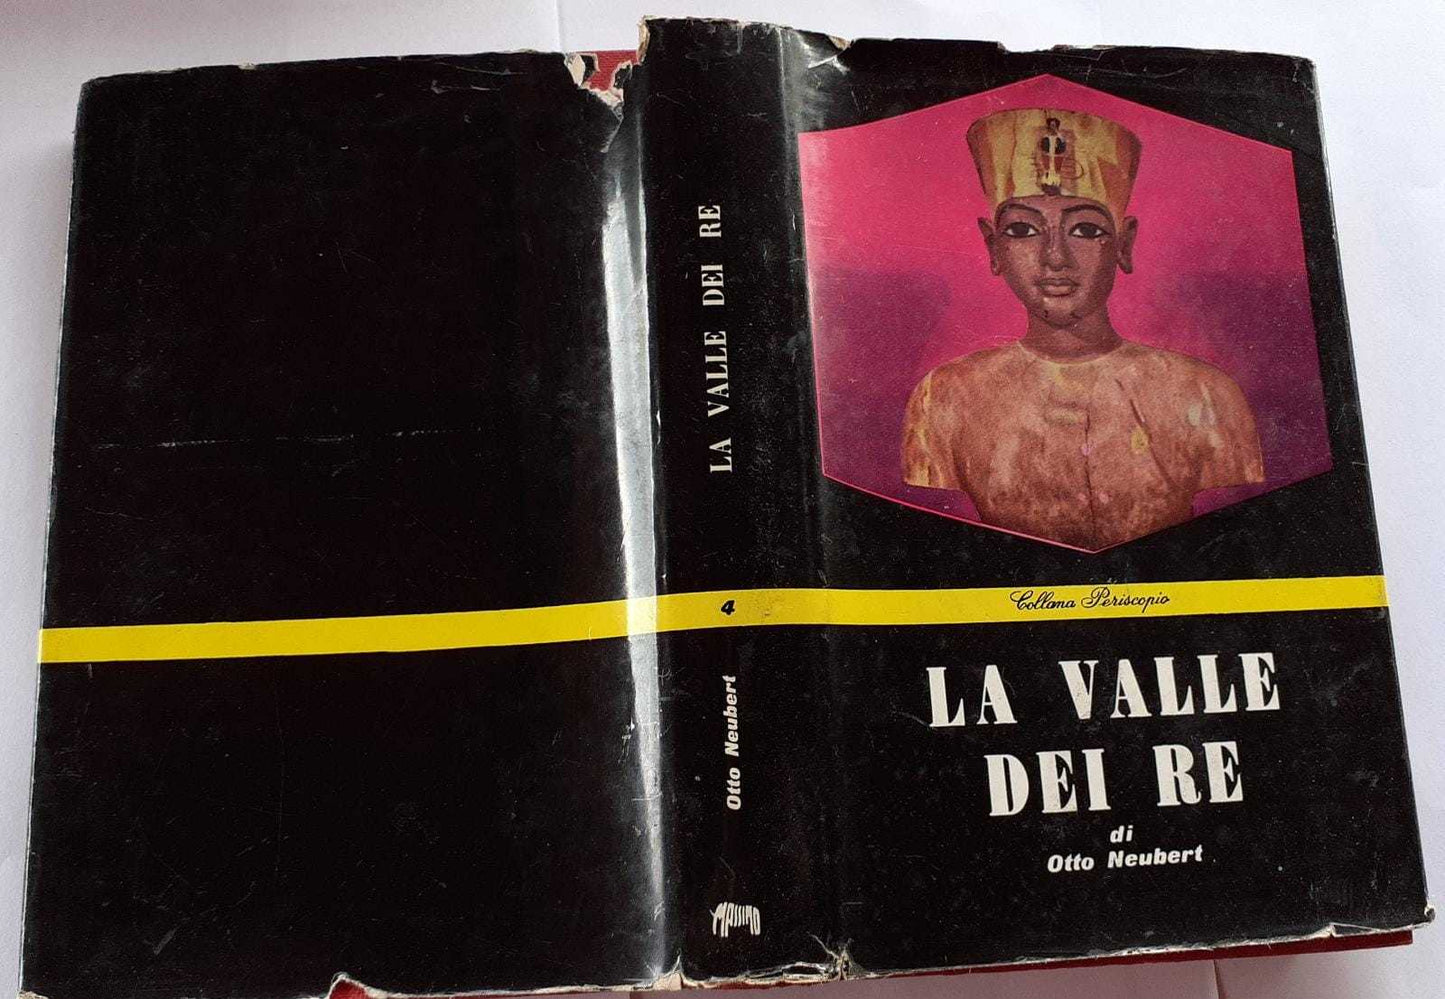 LA VALLE DEI RE
4
Otto Neubert
MASSIMO
Collana Periscopio
LA VALLE
DEI RE
di
Otto Neubert